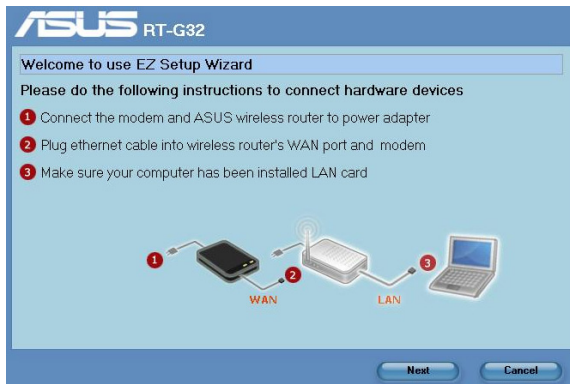 ASUS RT-G32
Welcome to use EZ Setup Wizard
Please do the following instructions to connect hardware devices
1 Connect the modem and ASUS wireless router to power adapter
2 Plug ethernet cable into wireless router's WAN port and modem
3 Make sure your computer has been installed LAN card
1
2
3
WAN
LAN
Next
Cancel